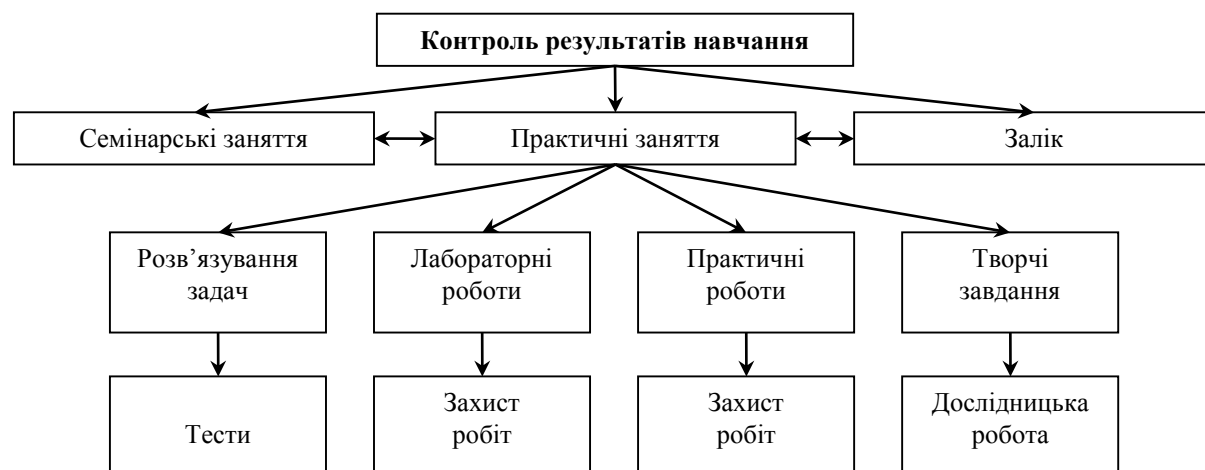 Контроль результатів навчання
Семінарські заняття
Практичні заняття
Залік
Розв’язування
задач
Лабораторні
роботи
Практичні
роботи
Творчі
завдання
Тести
Захист
робіт
Захист
робіт
Дослідницька
робота